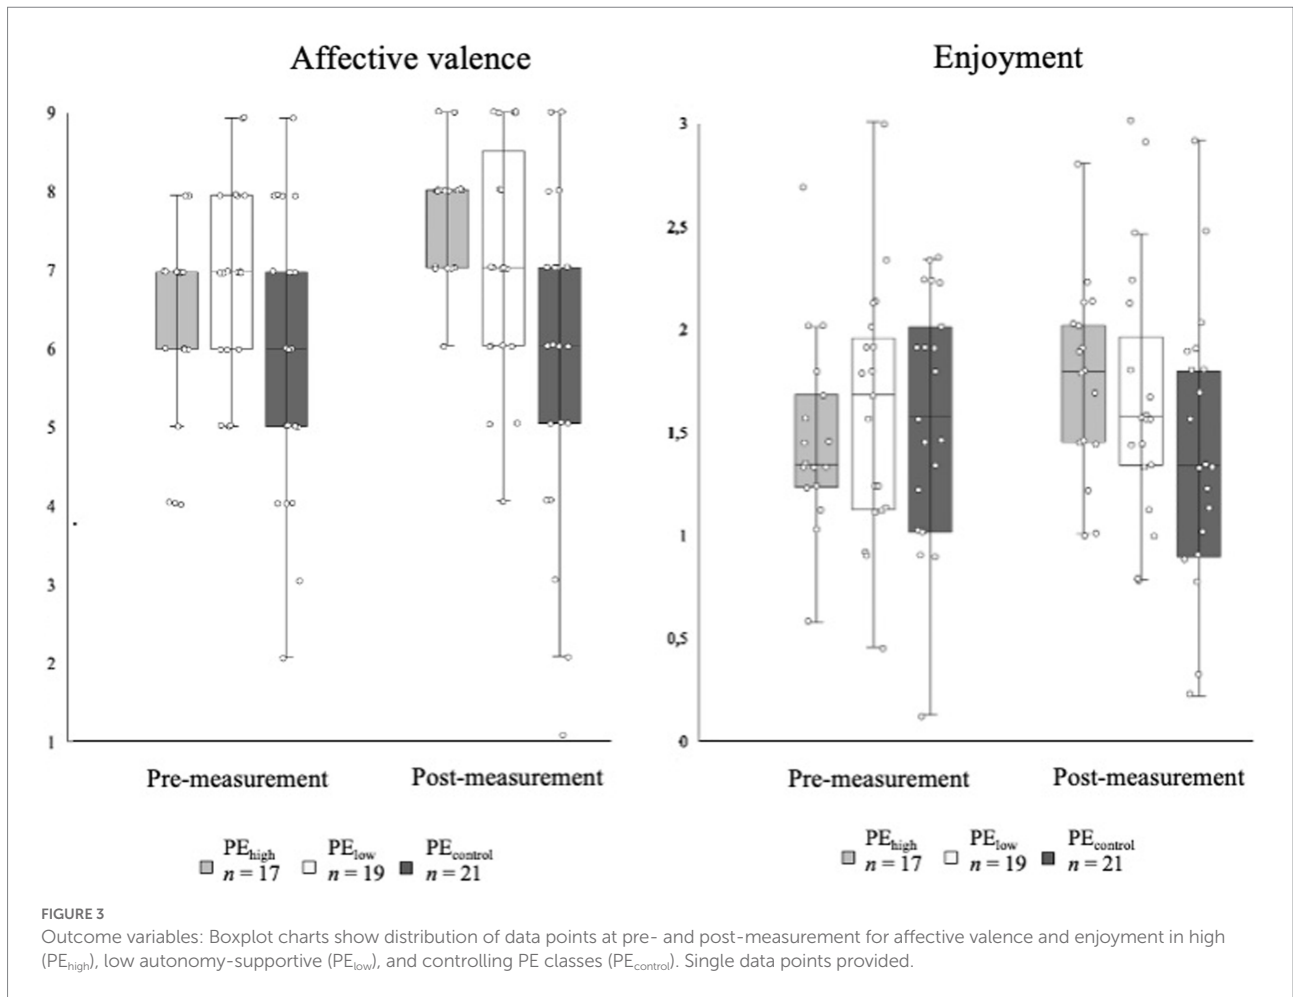 Affective valence
9
8
7
6
5
4
3
2
1
Pre-measurement
Post-measurement
PEhigh
n = 17
PElow
n = 19
PEcontrol
n = 21
Enjoyment
3
2,5
2
1,5
1
0,5
0
Pre-measurement
Post-measurement
PEhigh
n = 17
PElow
n = 19
PEcontrol
n = 21
FIGURE 3
Outcome variables: Boxplot charts show distribution of data points at pre- and post-measurement for affective valence and enjoyment in high
(PEhigh), low autonomy-supportive (PElow), and controlling PE classes (PEcontrol). Single data points provided.